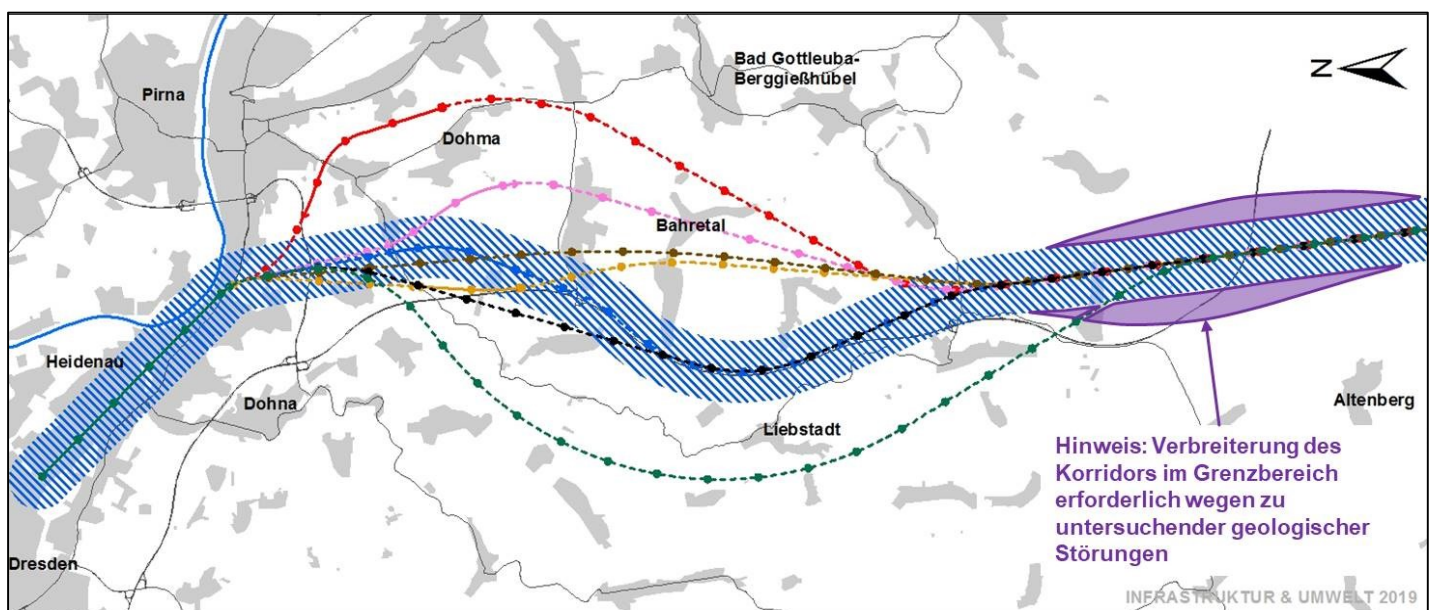 Bad Gottleuba-
Berggießhübel
N
Pirna
Dohma
Bahretal
Heidenau
Dohna
Liebstadt
Altenberg
Hinweis: Verbreiterung des
Korridors im Grenzbereich
erforderlich wegen zu
untersuchender geologischer
Störungen
Dresden
INFRASTRUKTUR & UMWELT 2019